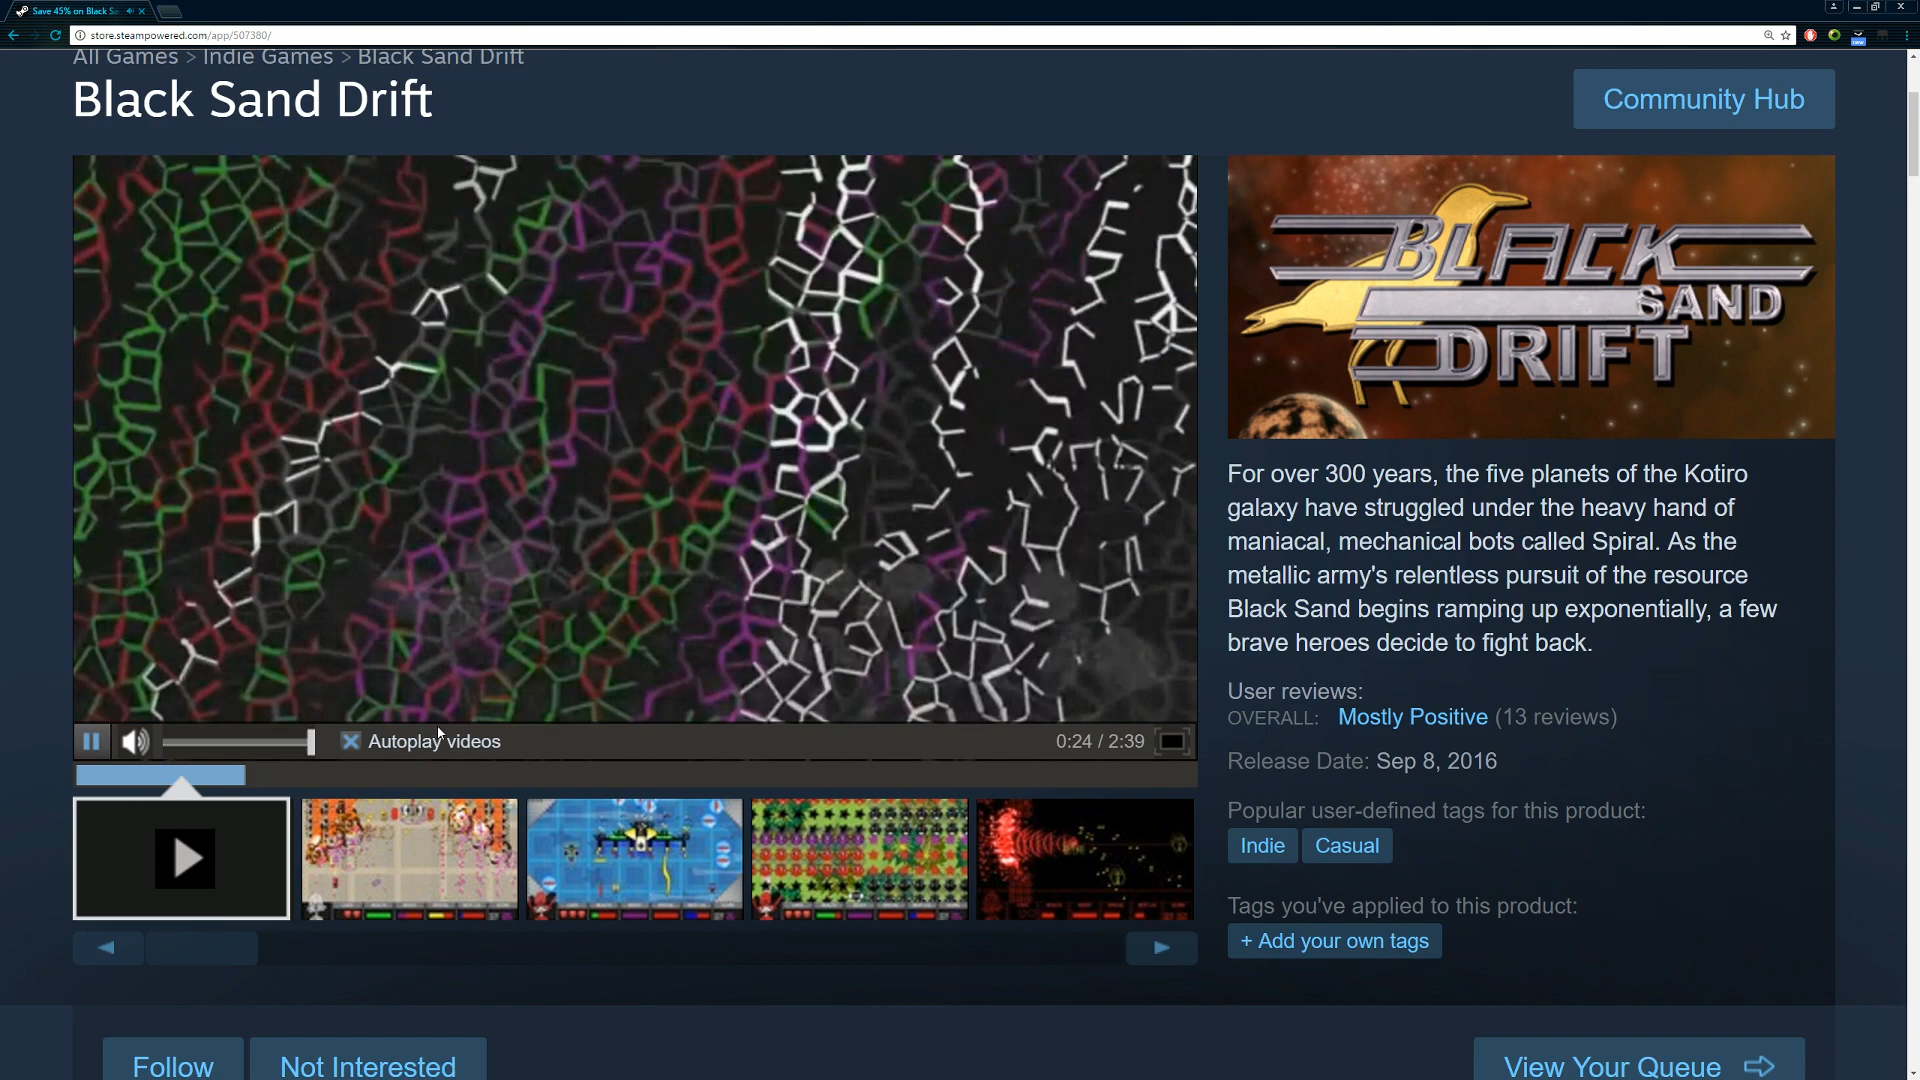 Save 45% on Black Sa
store.steampowered.com/app/507380/
new
All Games > Indie Games > Black Sand Drift
Black Sand Drift
Community Hub
BLACK
SAND
DRIFT
For over 300 years, the five planets of the Kotiro
galaxy have struggled under the heavy hand of
maniacal, mechanical bots called Spiral. As the
metallic army's relentless pursuit of the resource
Black Sand begins ramping up exponentially, a few
brave heroes decide to fight back.
User reviews:
OVERALL: Mostly Positive (13 reviews)
Release Date: Sep 8, 2016
Popular user-defined tags for this product:
Indie Casual
Tags you've applied to this product:
+ Add your own tags
Autoplay videos
0:24 / 2:39
Follow
Not Interested
View Your Queue